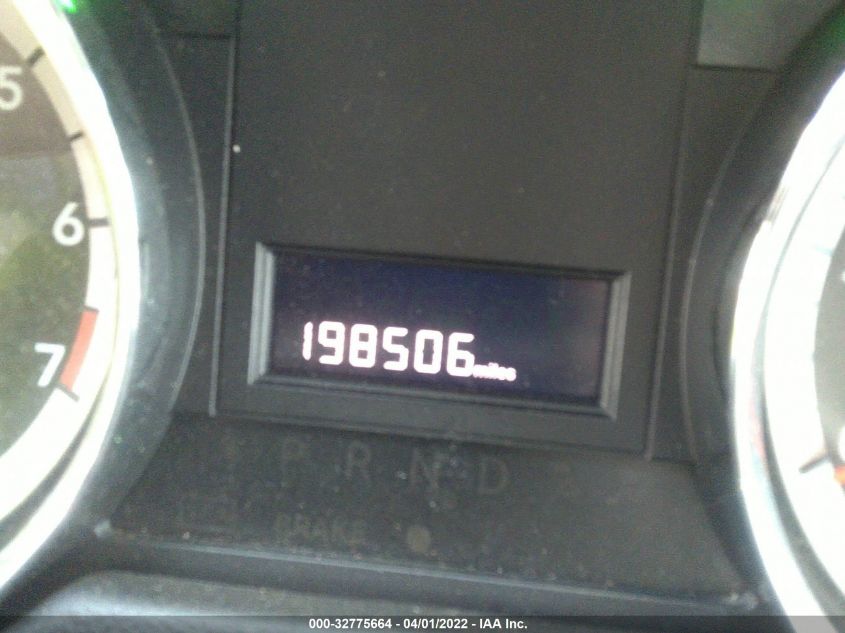 5
6
7
198506 miles
P R N D
BRAKE
000-32775664 - 04/01/2022 - IAA Inc.